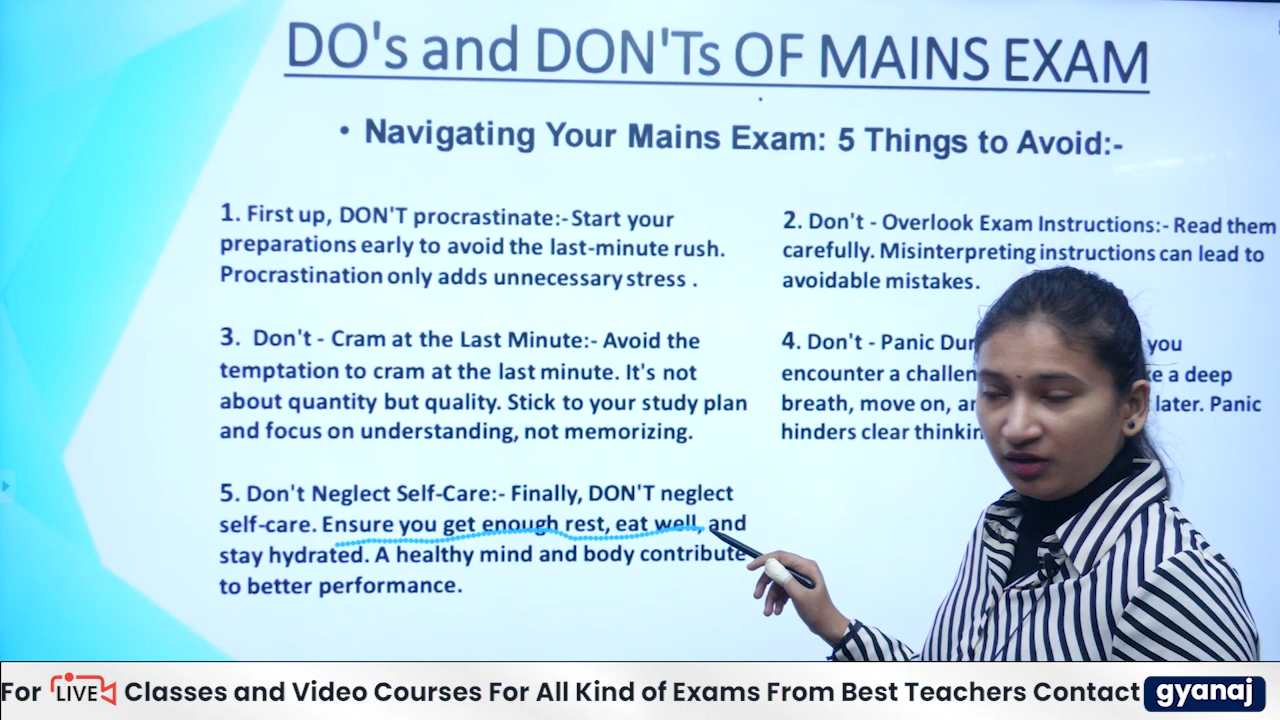 DO's and DON'Ts OF MAINS EXAM
• Navigating Your Mains Exam: 5 Things to Avoid:-
1. First up, DON'T procrastinate:- Start your
preparations early to avoid the last-minute rush.
Procrastination only adds unnecessary stress .
2. Don't - Overlook Exam Instructions:- Read them
carefully. Misinterpreting instructions can lead to
avoidable mistakes.
3. Don't - Cram at the Last Minute:- Avoid the
temptation to cram at the last minute. It's not
about quantity but quality. Stick to your study plan
and focus on understanding, not memorizing.
4. Don't - Panic you
encounter a a deep
breath, move on, later. Panic
hinders clear
5. Don't Neglect Self-Care:- Finally, DON'T neglect
self-care. Ensure you get enough rest, eat well, and
stay hydrated. A healthy mind and body contribute
to better performance.
For LIVE Classes and Video Courses For All Kind of Exams From Best Teachers Contact gyanaj